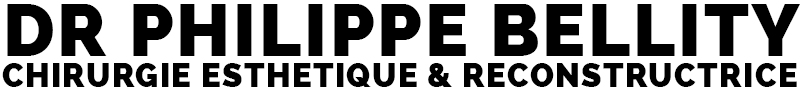 DR PHILIPPE BELLITY
CHIRURGIE ESTHETIQUE & RECONSTRUCTRICE